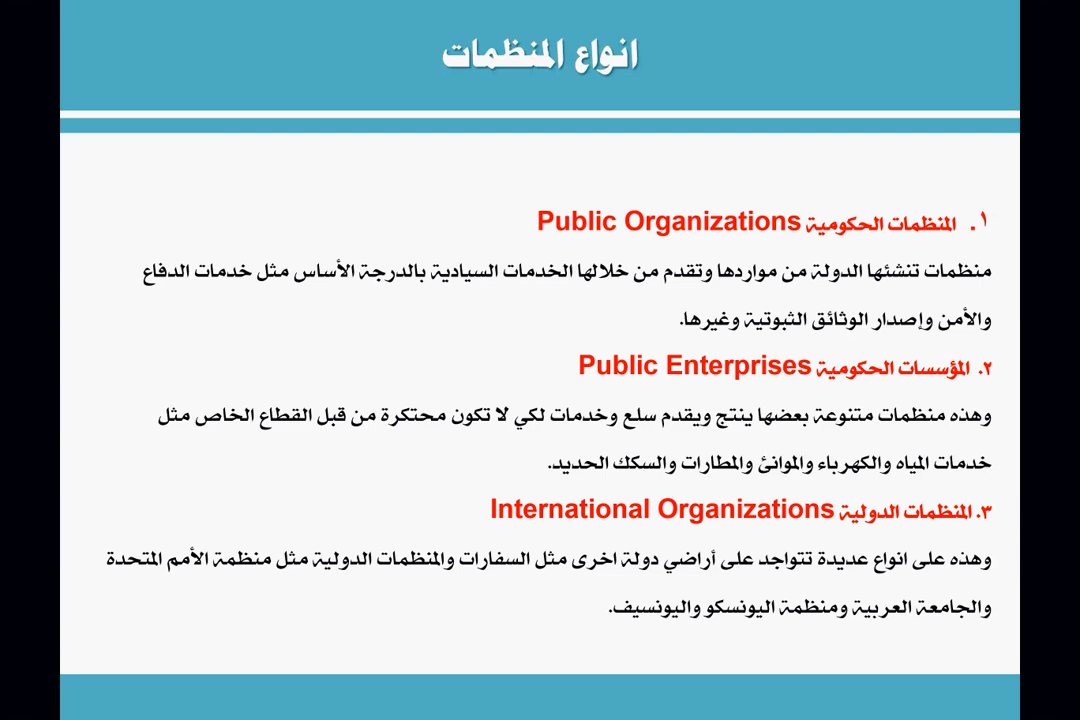 انواع المنظمات
١. المنظمات الحكومية Public Organizations
منظمات تنشئها الدولة من مواردها وتقدم من خلالها الخدمات السيادية بالدرجة الأساس مثل خدمات الدفاع
والأمن وإصدار الوثائق الثبوتية وغيرها.
٢. المؤسسات الحكومية Public Enterprises
وهذه منظمات متنوعة بعضها ينتج ويقدم سلع وخدمات لكي لا تكون محتكرة من قبل القطاع الخاص مثل
خدمات المياه والكهرباء والموانئ والمطارات والسكك الحديد.
٣. المنظمات الدولية International Organizations
وهذه على انواع عديدة تتواجد على أراضي دولة اخرى مثل السفارات والمنظمات الدولية مثل منظمة الأمم المتحدة
والجامعة العربية ومنظمة اليونسكو واليونسيف.